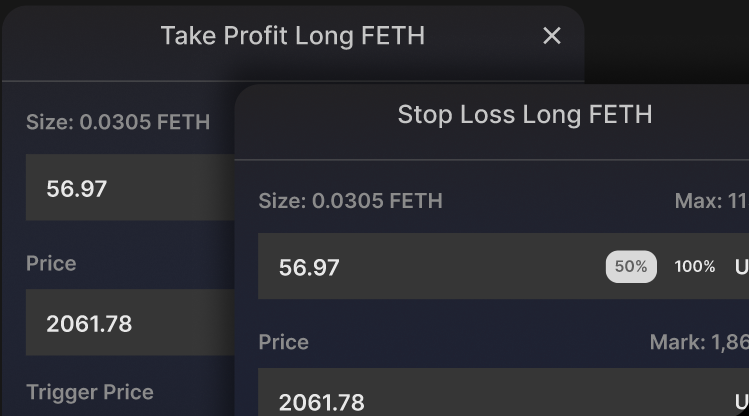 Take Profit Long FETH
Size: 0.0305 FETH
56.97
Price
2061.78
Trigger Price
Stop Loss Long FETH
Size: 0.0305 FETH Max: 11
56.97 50% 100% U
Price Mark: 1,86
2061.78 U